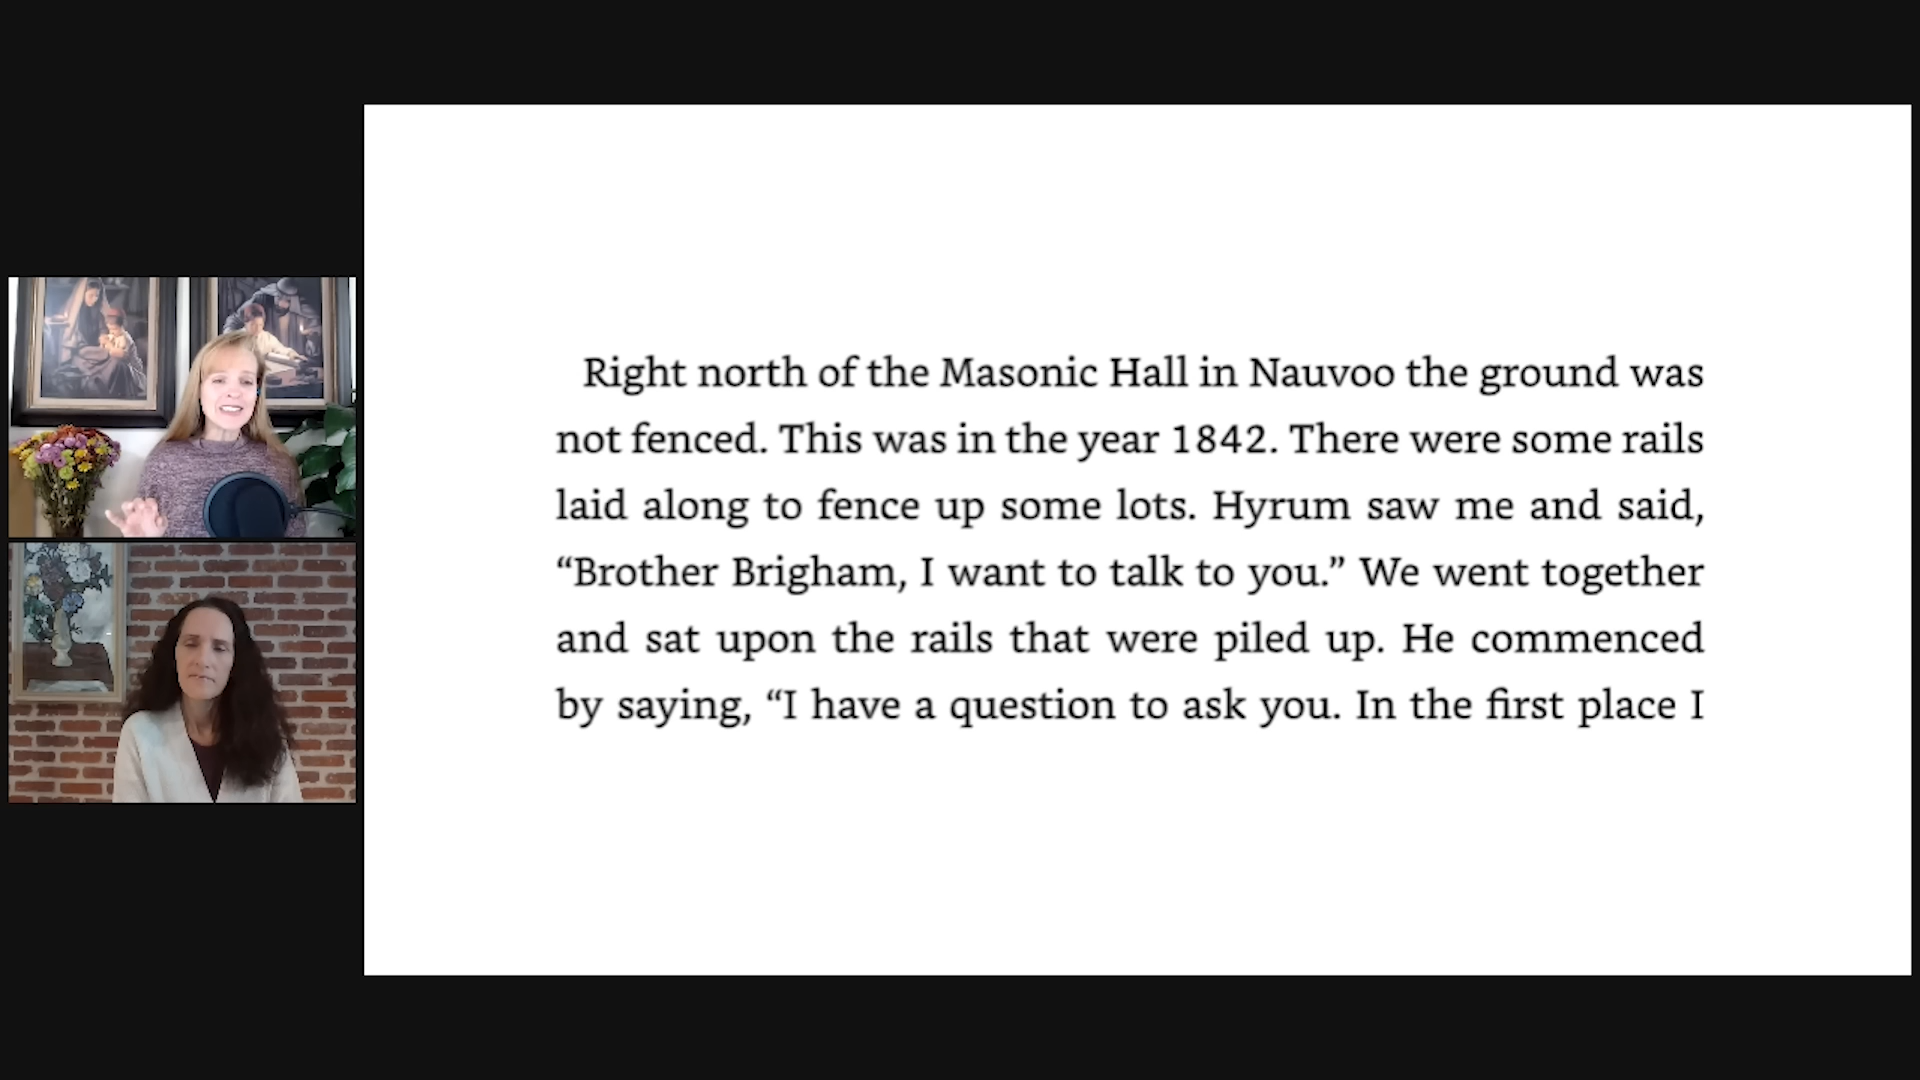 Right north of the Masonic Hall in Nauvoo the ground was
not fenced. This was in the year 1842. There were some rails
laid along to fence up some lots. Hyrum saw me and said,
“Brother Brigham, I want to talk to you.” We went together
and sat upon the rails that were piled up. He commenced
by saying, “I have a question to ask you. In the first place I